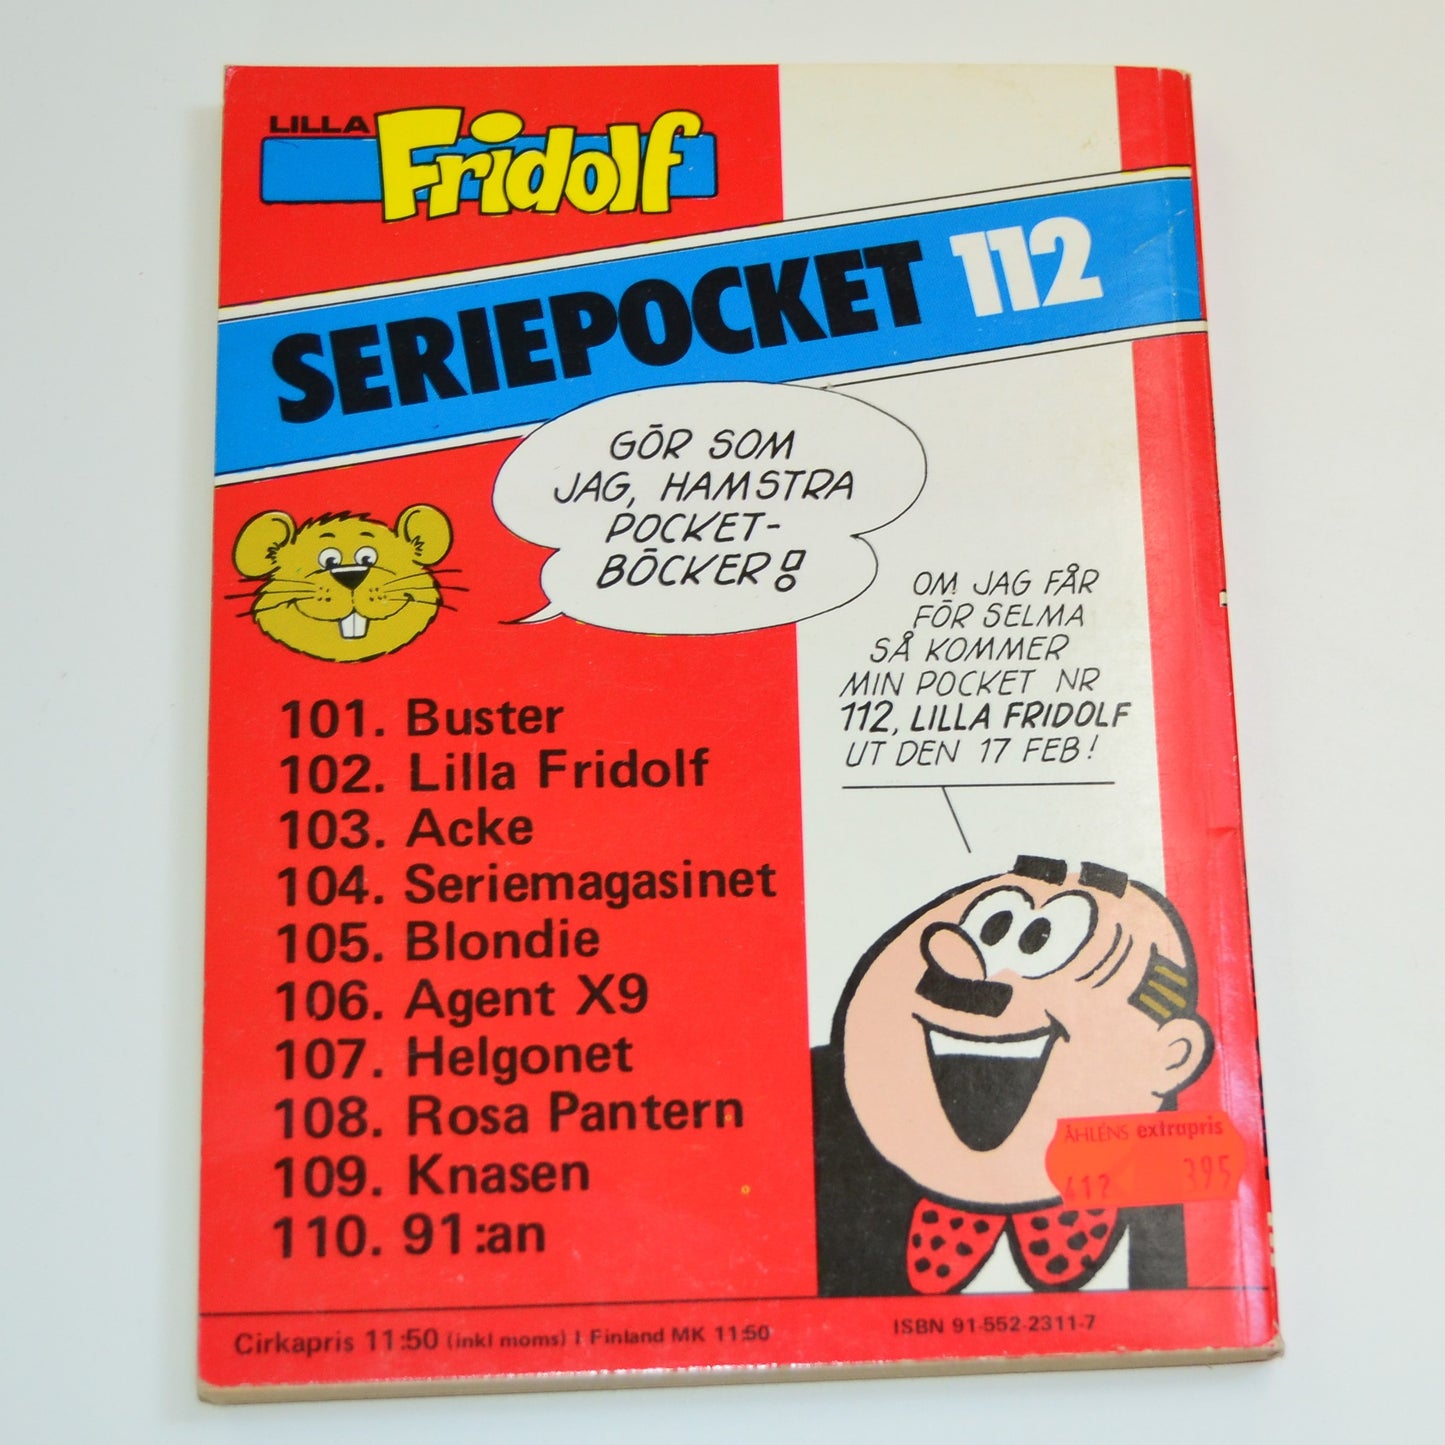 LILLA
Fridolf
SERIEPOCKET 112
GÖR SOM
JAG, HAMSTRA
POCKET-
BÖCKER!
OM JAG FÅR
FÖR SELMA
SÅ KOMMER
MIN POCKET NR
112, LILLA FRIDOLF
UT DEN 17 FEB!
101. Buster
102. Lilla Fridolf
103. Acke
104. Seriemagasinet
105. Blondie
106. Agent X9
107. Helgonet
108. Rosa Pantern
109. Knasen
110. 91:an
ÅHLÉNS extrapris
395
Cirkapris 11:50 (inkl moms) I Finland MK 11:50
ISBN 91-552-2311-7